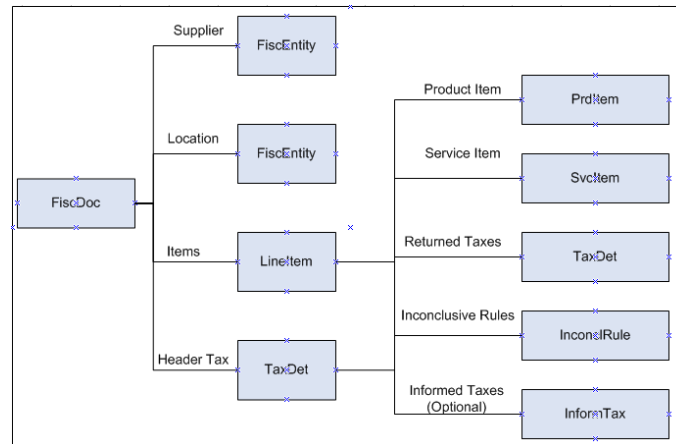 Supplier
FiscEntity
Product Item
PrdItem
Location
FiscEntity
Service Item
SvcItem
FiscDoc
Items
LineItem
Returned Taxes
TaxDet
Inconclusive Rules
InconclRule
Header Tax
TaxDet
Informed Taxes
(Optional)
InformTax